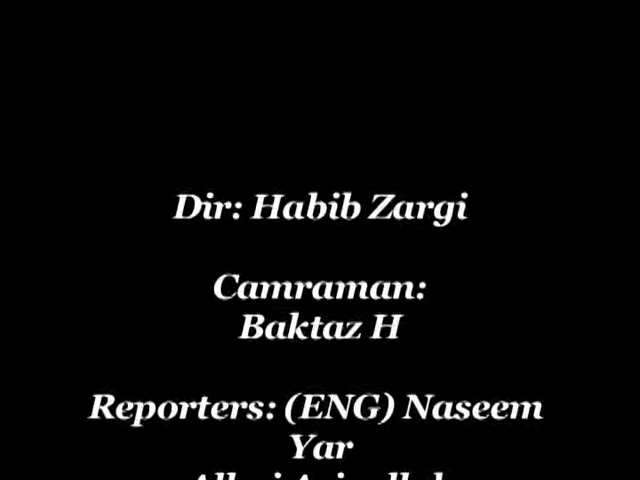 Dir: Habib Zargi
Camraman:
Baktaz H
Reporters: (ENG) Naseem
Yar